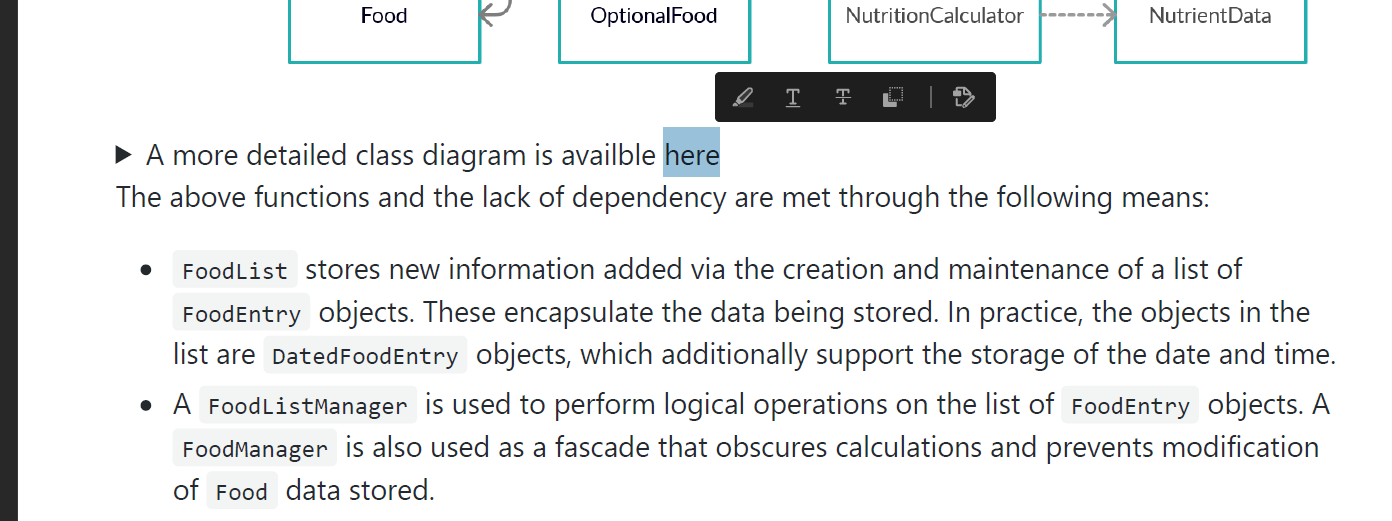 Food OptionalFood NutritionCalculator NutrientData
A more detailed class diagram is availble here
The above functions and the lack of dependency are met through the following means:
FoodList stores new information added via the creation and maintenance of a list of
FoodEntry objects. These encapsulate the data being stored. In practice, the objects in the
list are DatedFoodEntry objects, which additionally support the storage of the date and time.
A FoodListManager is used to perform logical operations on the list of FoodEntry objects. A
FoodManager is also used as a fascade that obscures calculations and prevents modification
of Food data stored.